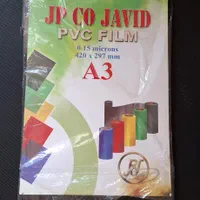 JP CO JAVID
PVC FILM
0.15 microns
420 x 297 mm
A3